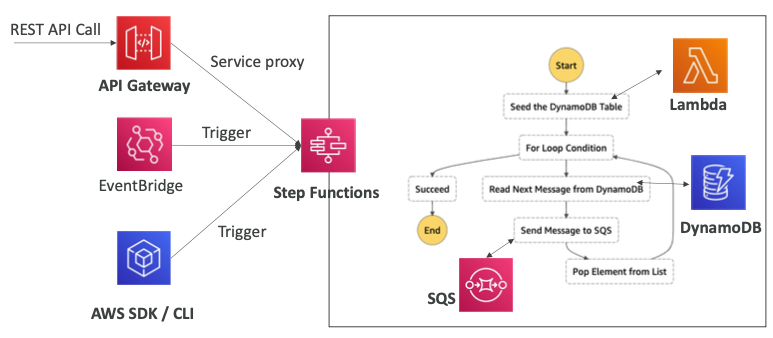 REST API Call
API Gateway
Service proxy
EventBridge
Trigger
AWS SDK / CLI
Trigger
Step Functions
Start
Seed the DynamoDB Table
Lambda
For Loop Condition
Succeed
Read Next Message from DynamoDB
DynamoDB
End
Send Message to SQS
SQS
Pop Element from List